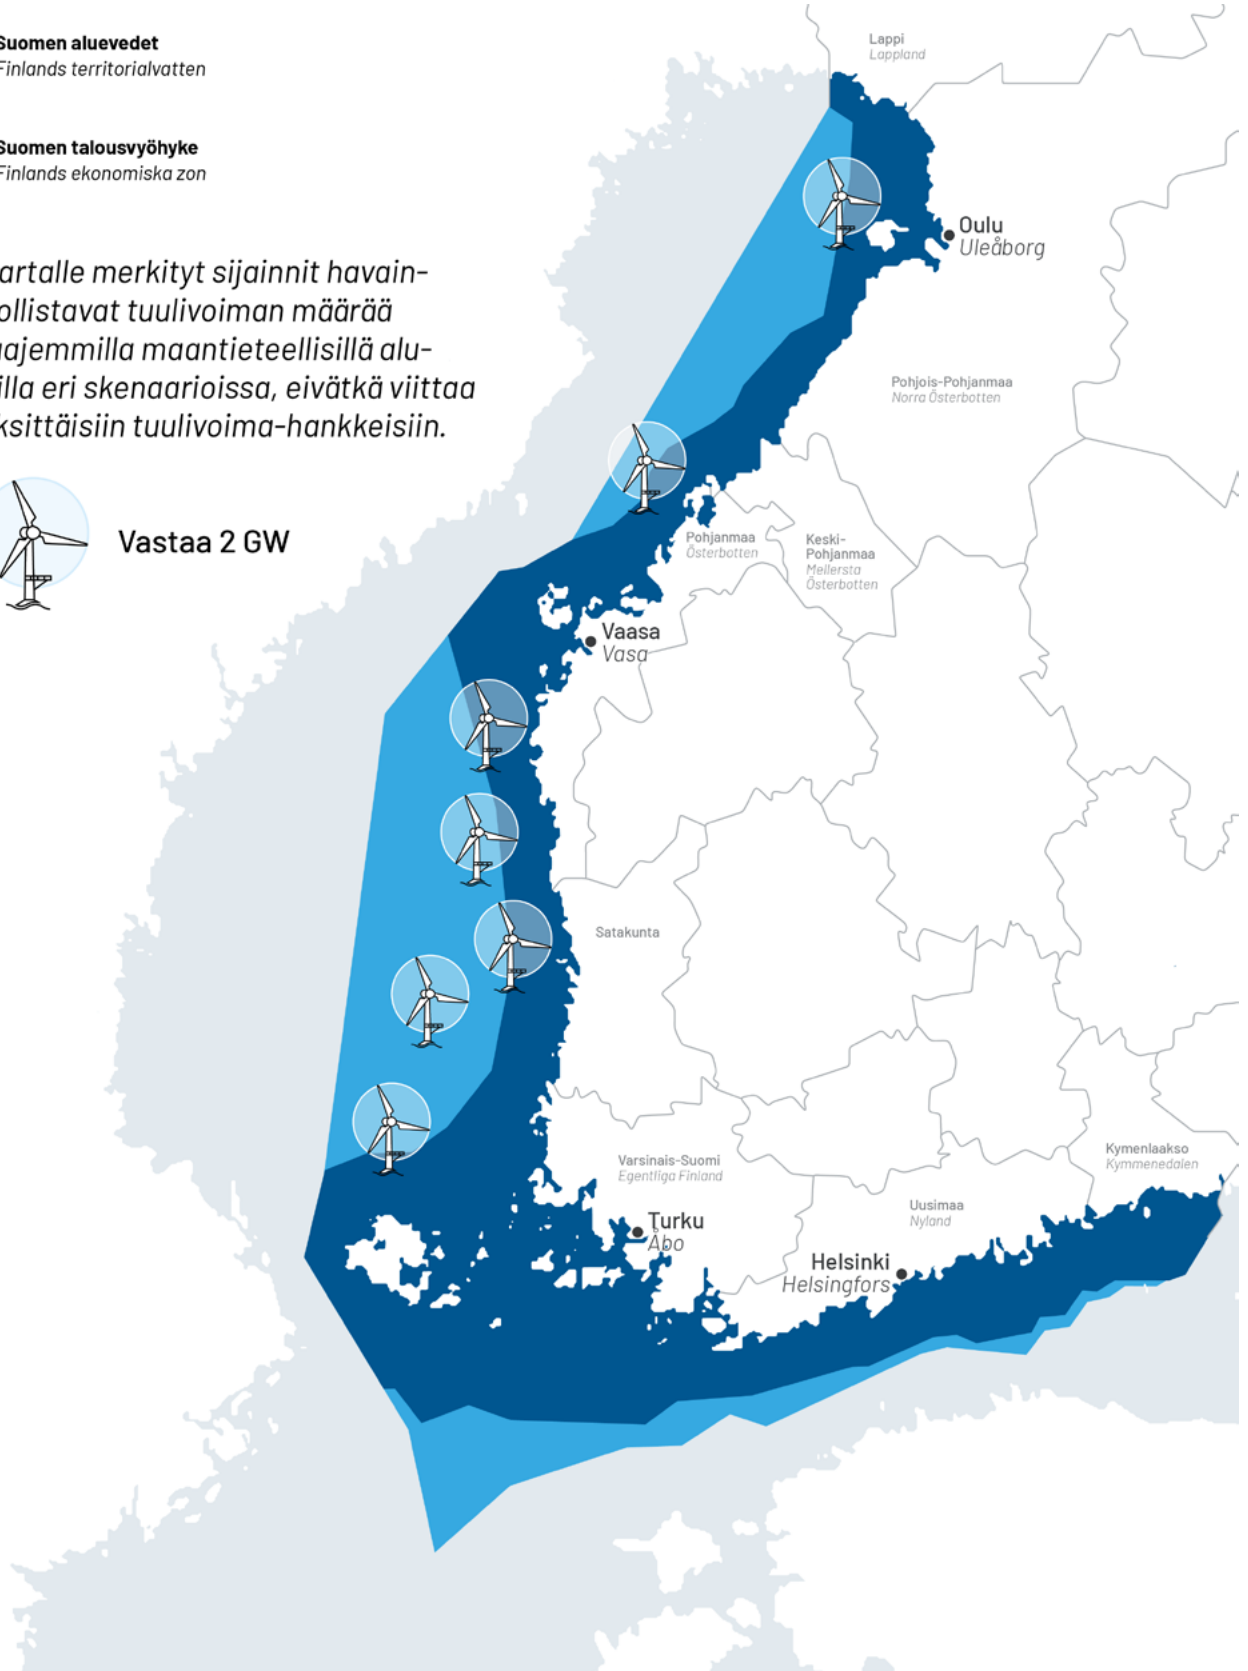 Suomen aluevedet
Finlands territorialvatten
Suomen talousvyöhyke
Finlands ekonomiska zon
artalle merkityt sijainnit havain-
ollistavat tuulivoiman määrää
ajemmilla maantieteellisillä alu-
illa eri skenaarioissa, eivätkä viittaa
ksittäisiin tuulivoima-hankkeisiin.
Vastaa 2 GW
Lappi
Lappland
Oulu
Uleåborg
Pohjois-Pohjanmaa
Norra Österbotten
Pohjanmaa
Österbotten
Keski-
Pohjanmaa
Mellersta
Österbotten
Vaasa
Vasa
Satakunta
Varsinais-Suomi
Egentliga Finland
Kymenlaakso
Kymmenedalen
Uusimaa
Nyland
Turku
Åbo
Helsinki
Helsingfors